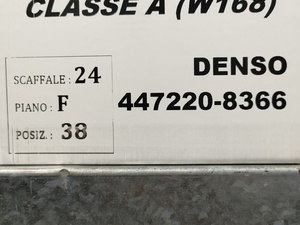 CLASSE A (W168)
DENSO
447220-8366
SCAFFALE : 24
PIANO : F
POSIZ. : 38